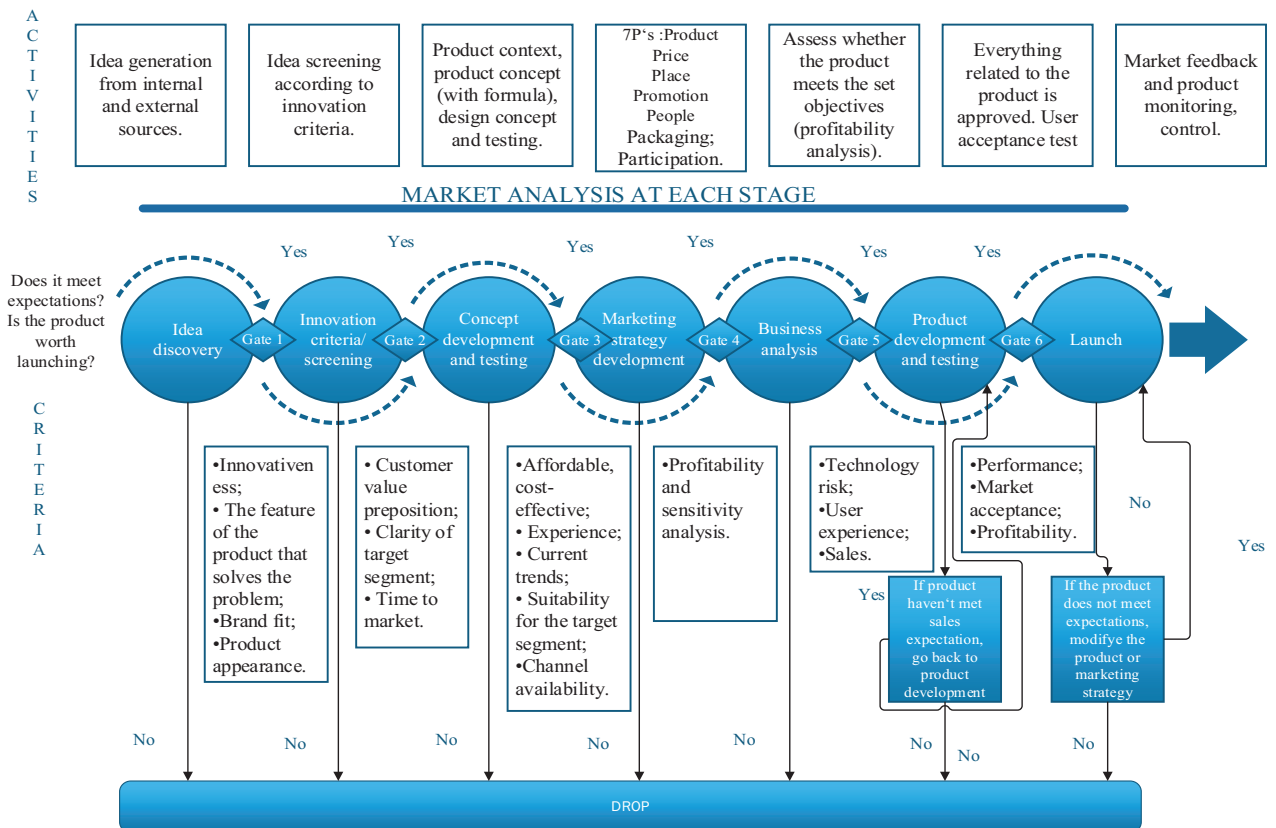 A
C
T
I
V
I
T
I
E
S
Idea generation
from internal
and external
sources.
Idea screening
according to
innovation
criteria.
Product context,
product concept
(with formula),
design concept
and testing.
7P‘s :Product
Price
Place
Promotion
People
Packaging;
Participation.
Assess whether
the product
meets the set
objectives
(profitability
analysis).
Everything
related to the
product is
approved. User
acceptance test
Market feedback
and product
monitoring,
control.
MARKET ANALYSIS AT EACH STAGE
Yes
Yes
Yes
Yes
Yes
Yes
Does it meet
expectations?
Is the product
worth
launching?
Idea
discovery
Gate 1
Innovation
criteria/
screening
Gate 2
Concept
development
and testing
Gate 3
Marketing
strategy
development
Gate 4
Business
analysis
Gate 5
Product
development
and testing
Gate 6
Launch
C
R
I
T
E
R
I
A
•Innovativen
ess;
• The feature
of the
product that
solves the
problem;
•Brand fit;
•Product
appearance.
• Customer
value
preposition;
• Clarity of
target
segment;
• Time to
market.
•Affordable,
cost-
effective;
• Experience;
• Current
trends;
• Suitability
for the target
segment;
•Channel
availability.
•Profitability
and
sensitivity
analysis.
•Technology
risk;
•User
experience;
•Sales.
•Performance;
•Market
acceptance;
•Profitability.
No
Yes
Yes
If product
haven‘t met
sales
expectation,
go back to
product
development
If the product
does not meet
expectations,
modifye the
product or
marketing
strategy
No
No
No
No
No
No
No
No
DROP